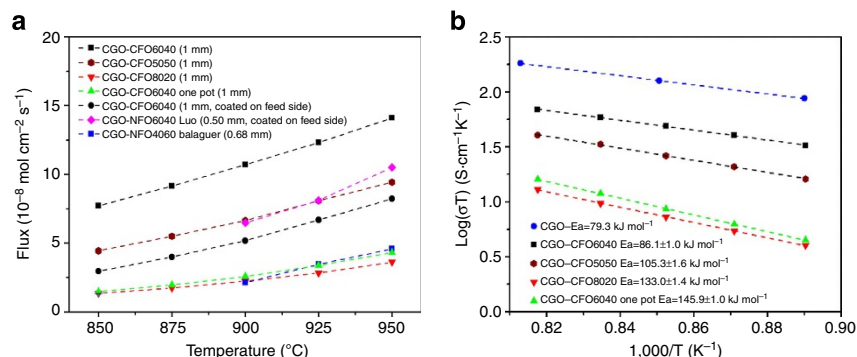 a
20
15
10
5
0
Flux (10⁻⁸ mol cm⁻² s⁻¹)
CGO-CFO6040 (1 mm)
CGO-CFO5050 (1 mm)
CGO-CFO8020 (1 mm)
CGO-CFO6040 one pot (1 mm)
CGO-CFO6040 (1 mm, coated on feed side)
CGO-NFO6040 Luo (0.50 mm, coated on feed side)
CGO-NFO4060 balaguer (0.68 mm)
850 875 900 925 950
Temperature (°C)
b
2.5
2.0
1.5
1.0
0.5
0.0
Log(σT) (S·cm⁻¹K⁻¹)
CGO–Ea=79.3 kJ mol⁻¹
CGO–CFO6040 Ea=86.1±1.0 kJ mol⁻¹
CGO–CFO5050 Ea=105.3±1.6 kJ mol⁻¹
CGO–CFO8020 Ea=133.0±1.4 kJ mol⁻¹
CGO–CFO6040 one pot Ea=145.9±1.0 kJ mol⁻¹
0.82 0.84 0.86 0.88 0.90
1,000/T (K⁻¹)